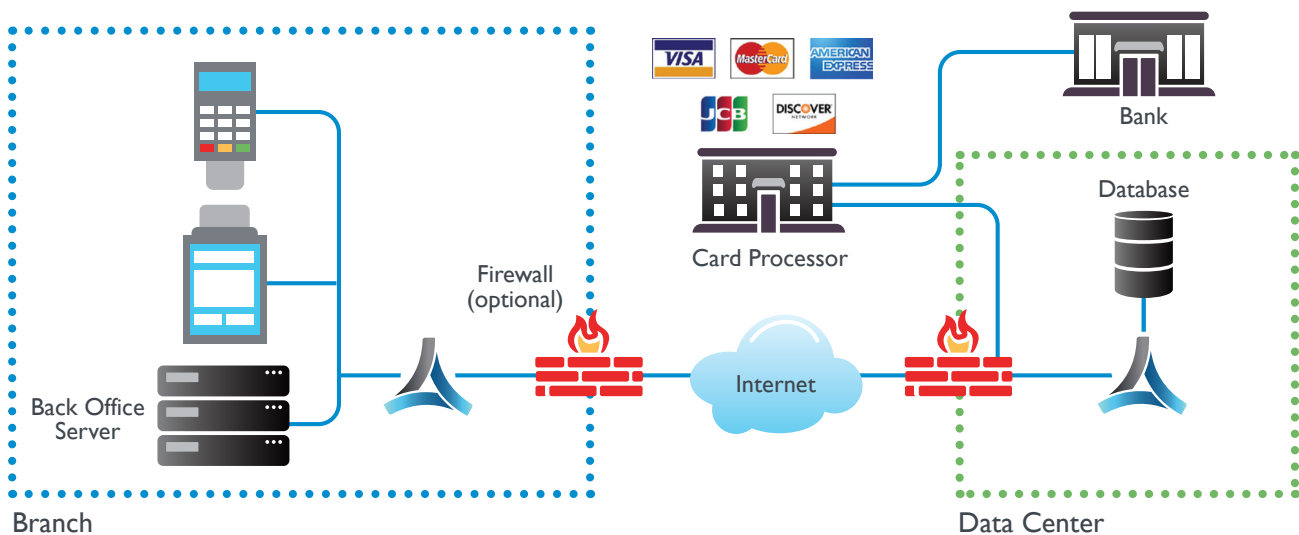 VISA
MasterCard
AMERICAN
EXPRESS
JCB
DISCOVER
NETWORK
Bank
Card Processor
Database
Firewall
(optional)
Internet
Back Office
Server
Branch
Data Center